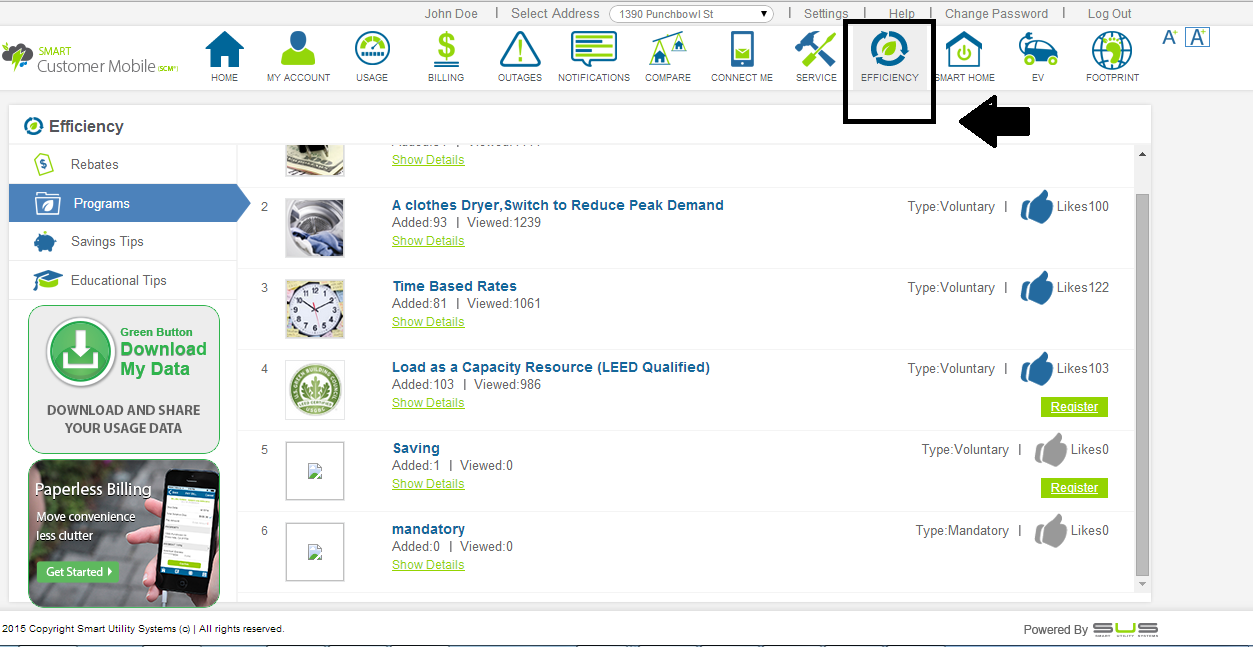 John Doe | Select Address 1390 Punchbowl St | Settings | Help | Change Password | Log Out
SMART
Customer Mobile (SCM®)
HOME MY ACCOUNT USAGE BILLING OUTAGES NOTIFICATIONS COMPARE CONNECT ME SERVICE EFFICIENCY SMART HOME EV FOOTPRINT
A A
Efficiency
Rebates
Programs
Savings Tips
Educational Tips
Green Button
Download
My Data
DOWNLOAD AND SHARE
YOUR USAGE DATA
Paperless Billing
Move convenience
less clutter
Get Started
Show Details
2 A clothes Dryer,Switch to Reduce Peak Demand Type:Voluntary | Likes100
Added:93 | Viewed:1239
Show Details
3 Time Based Rates Type:Voluntary | Likes122
Added:81 | Viewed:1061
Show Details
4 Load as a Capacity Resource (LEED Qualified) Type:Voluntary | Likes103
Added:103 | Viewed:986
Show Details Register
5 Saving Type:Voluntary | Likes0
Added:1 | Viewed:0
Show Details Register
6 mandatory Type:Mandatory | Likes0
Added:0 | Viewed:0
Show Details
2015 Copyright Smart Utility Systems (c) | All rights reserved.
Powered By SUS
SMART UTILITY SYSTEMS